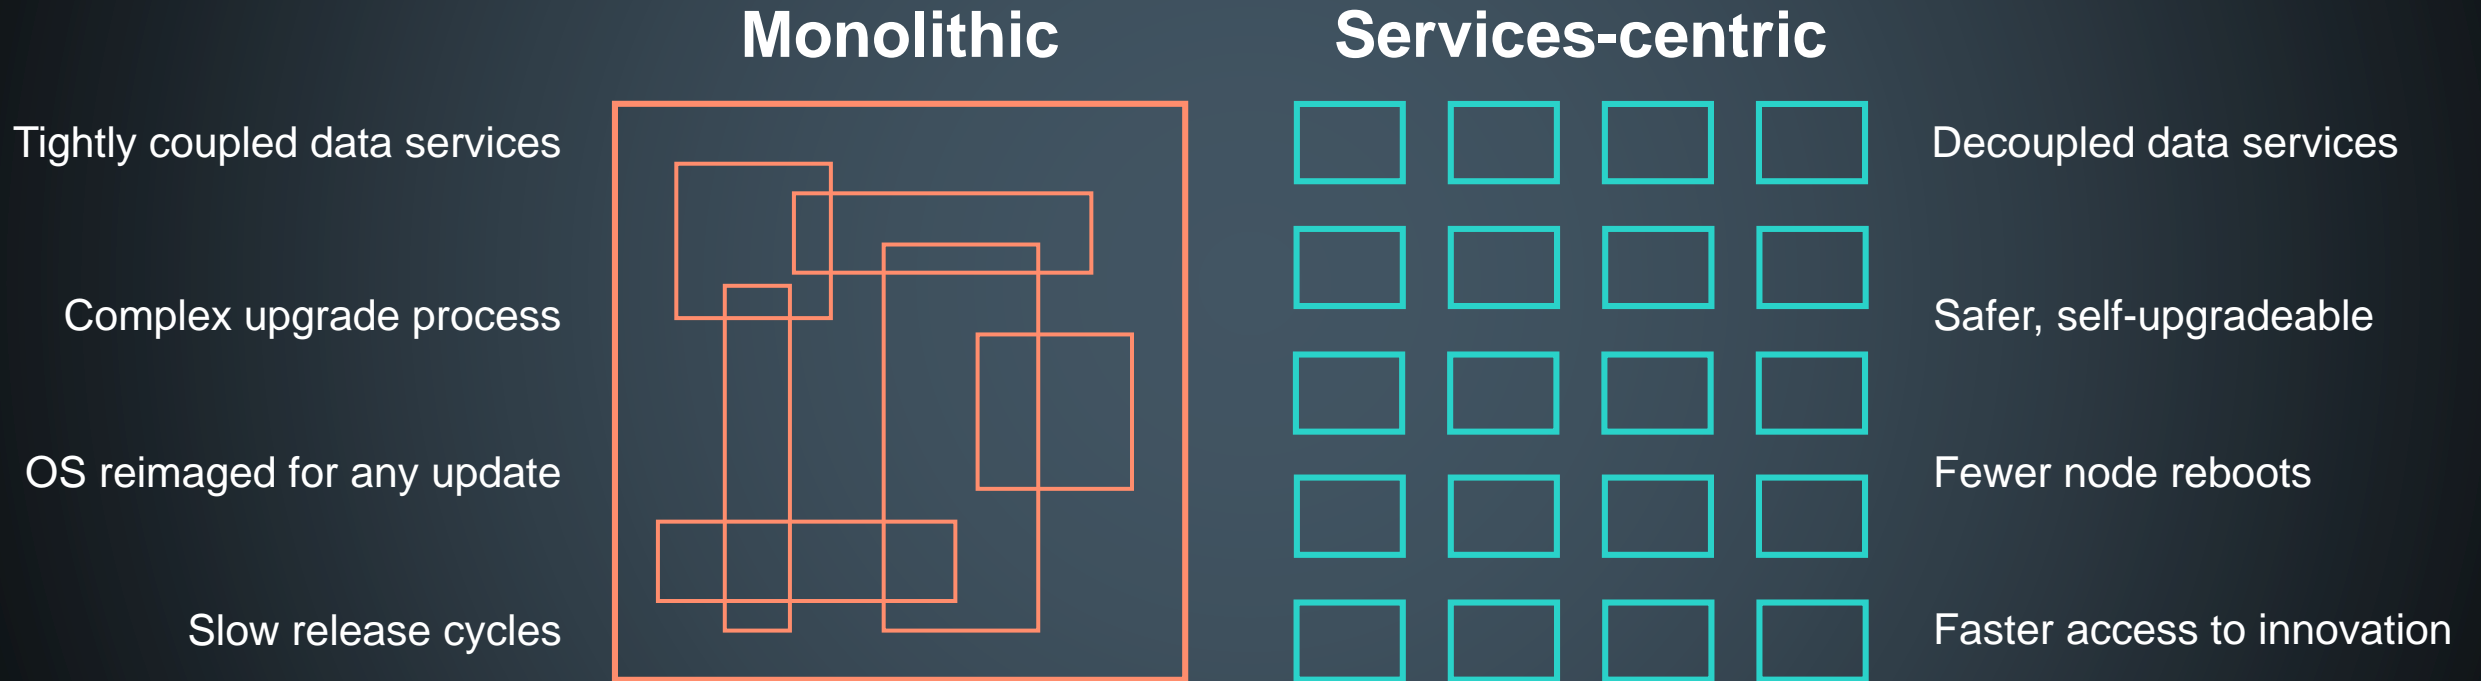 Monolithic
Services-centric
Tightly coupled data services
Decoupled data services
Complex upgrade process
Safer, self-upgradeable
OS reimaged for any update
Fewer node reboots
Slow release cycles
Faster access to innovation